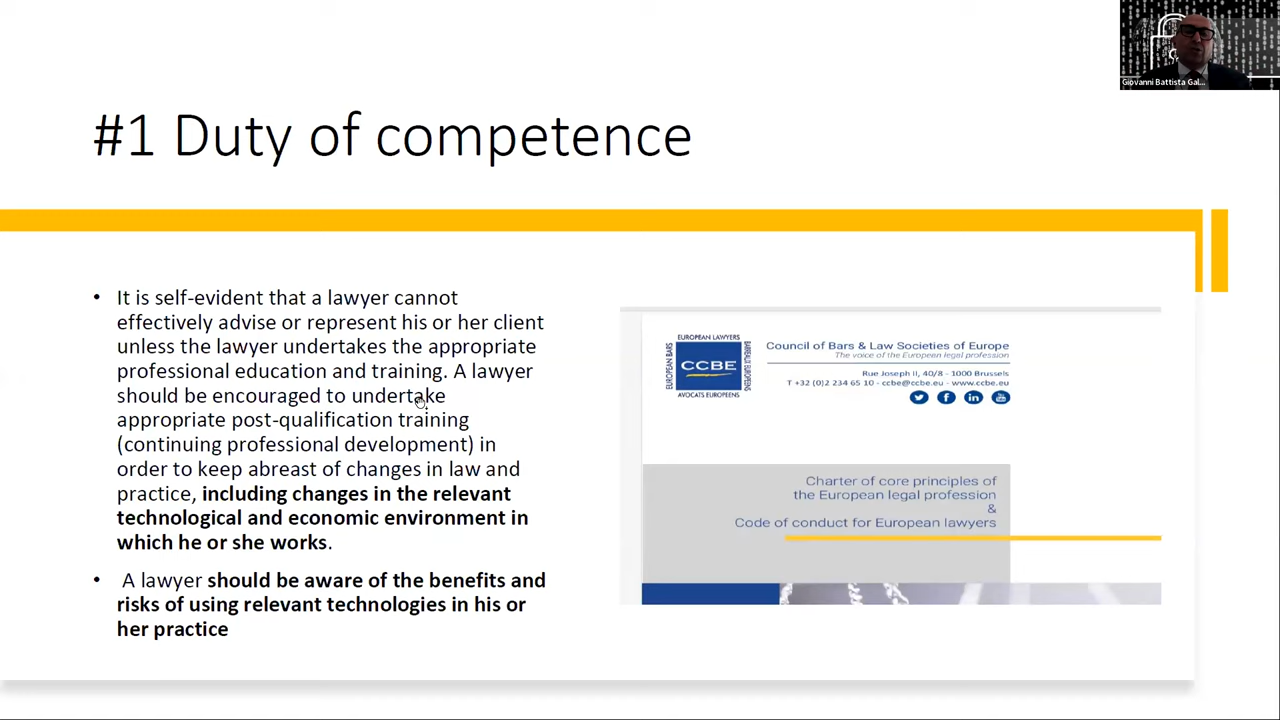 Giovanni Battista Gal...
#1 Duty of competence
• It is self-evident that a lawyer cannot
effectively advise or represent his or her client
unless the lawyer undertakes the appropriate
professional education and training. A lawyer
should be encouraged to undertake
appropriate post-qualification training
(continuing professional development) in
order to keep abreast of changes in law and
practice, including changes in the relevant
technological and economic environment in
which he or she works.
• A lawyer should be aware of the benefits and
risks of using relevant technologies in his or
her practice
EUROPEAN LAWYERS
EUROPEAN BARS
CCBE
BARREAUX EUROPEENS
AVOCATS EUROPEENS
Council of Bars & Law Societies of Europe
The voice of the European legal profession
Rue Joseph II, 40/8 - 1000 Brussels
T +32 (0)2 234 65 10 - ccbe@ccbe.eu - www.ccbe.eu
Charter of core principles of
the European legal profession
&
Code of conduct for European lawyers